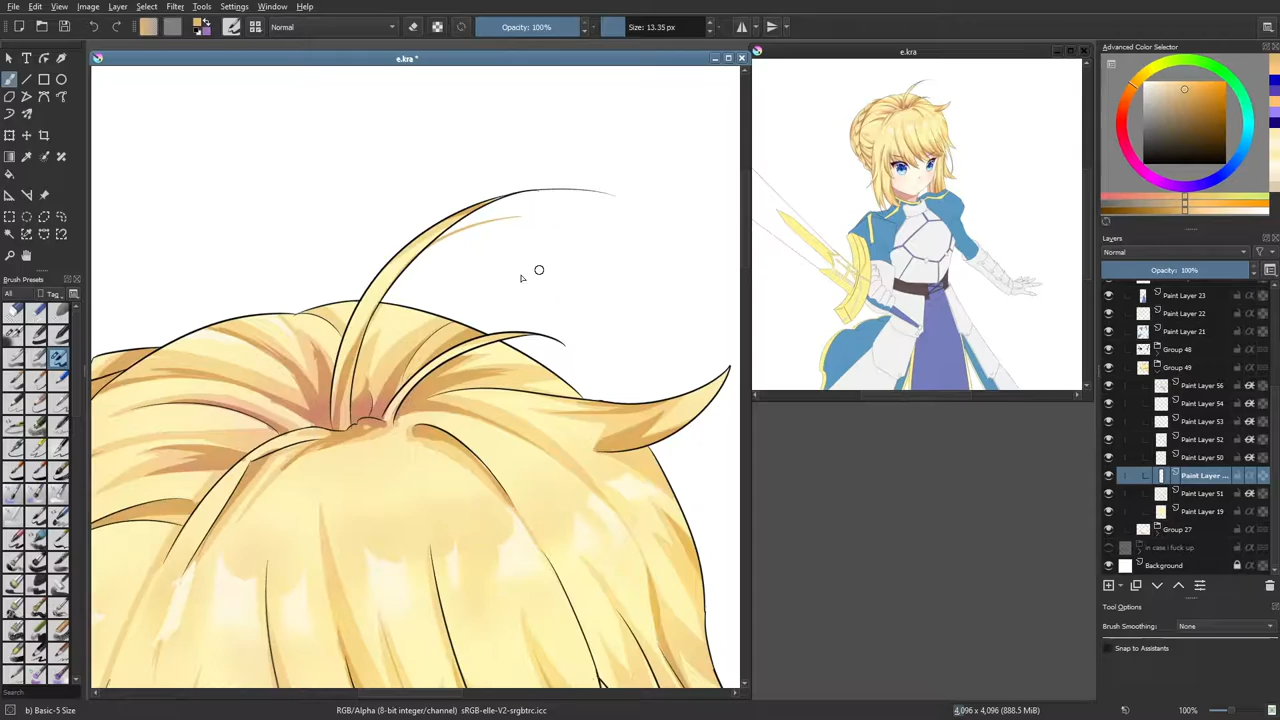 File Edit View Image Layer Select Filter Tools Settings Window Help
Normal
Opacity: 100%
Size: 13.35 px
e.kra *
e.kra
Advanced Color Selector
Layers
Normal
Opacity: 100%
Paint Layer 23
Paint Layer 22
Paint Layer 21
Group 48
Group 49
Paint Layer 56
Paint Layer 54
Paint Layer 53
Paint Layer 52
Paint Layer 50
Paint Layer ...
Paint Layer 51
Paint Layer 19
Group 27
in case i fuck up
Background
Tool Options
Brush Smoothing: None
Snap to Assistants
Brush Presets
All
Tag
Search
b) Basic-5 Size
RGB/Alpha (8-bit integer/channel) sRGB-elle-V2-srgbtrc.icc
4,096 x 4,096 (888.5 MiB)
100%